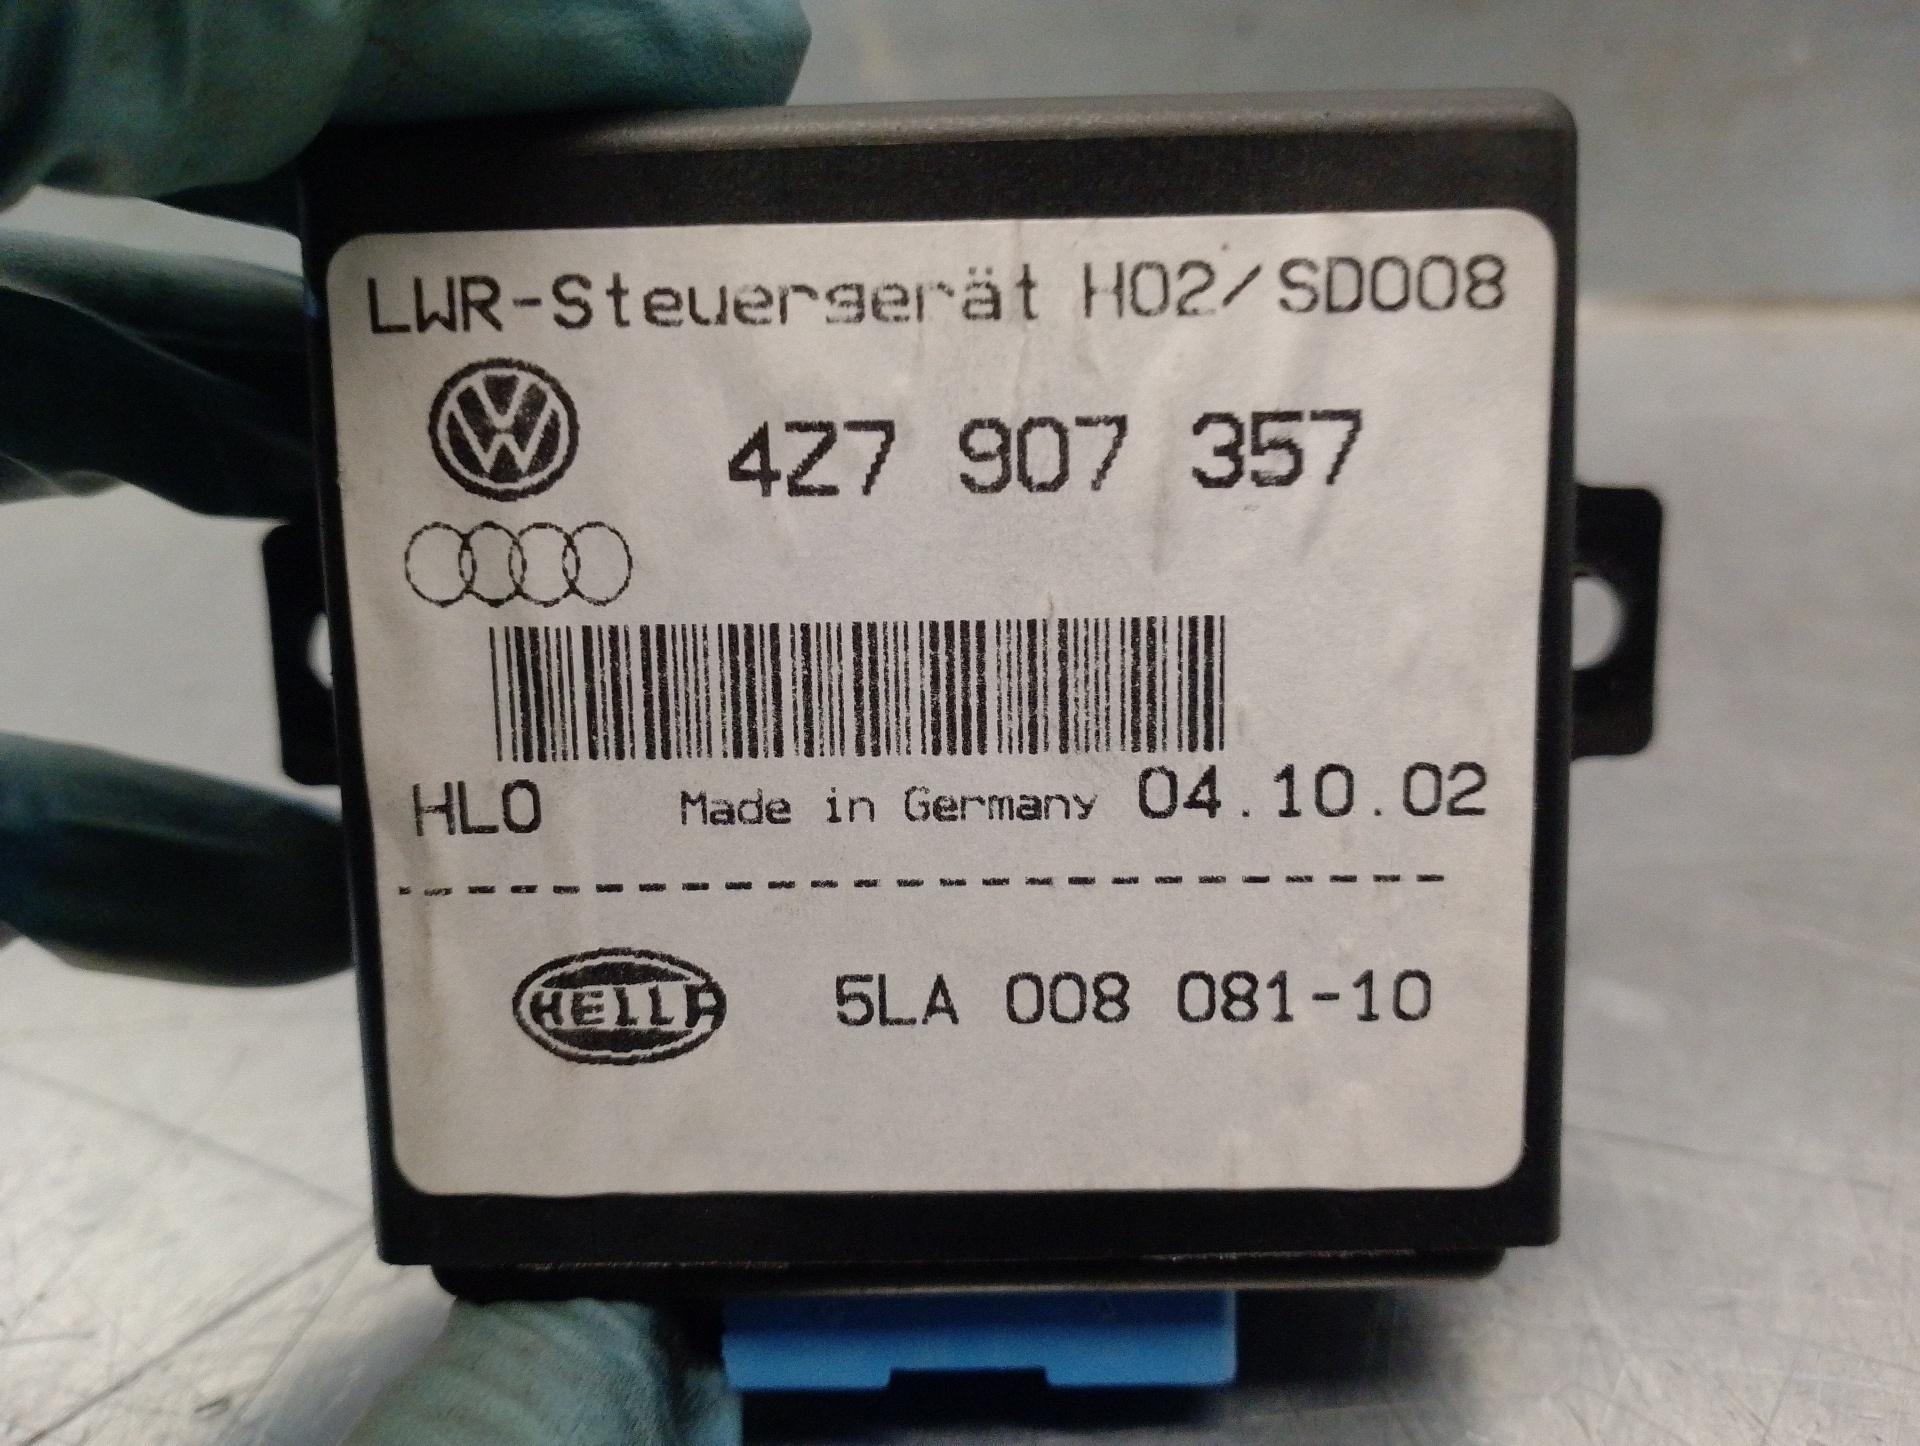 LWR-Steuergerät H02/SD008
4Z7 907 357
HLO Made in Germany 04.10.02
HELLA 5LA 008 081-10